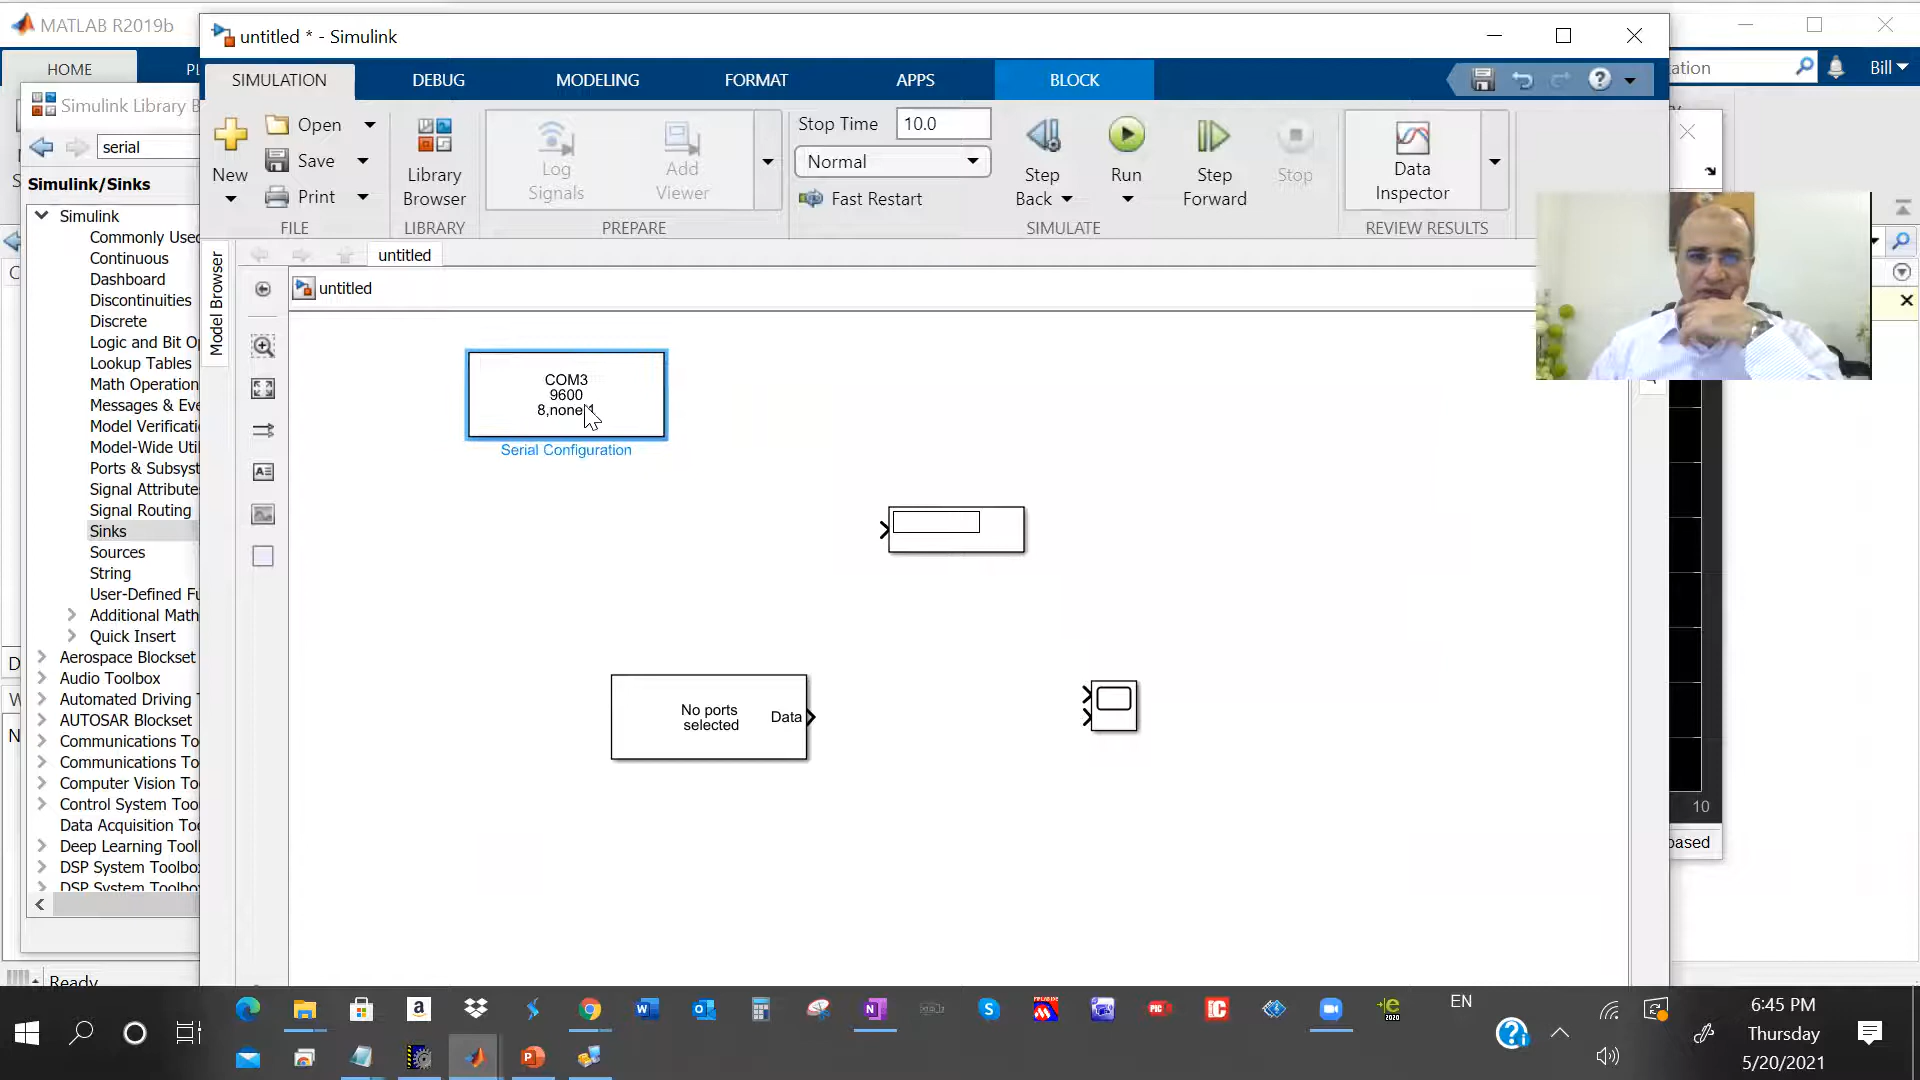 MATLAB R2019b
untitled * - Simulink
HOME
SIMULATION
DEBUG
MODELING
FORMAT
APPS
BLOCK
Bill
Simulink Library B
serial
Simulink/Sinks
New
Open
Save
Print
FILE
Library
Browser
LIBRARY
Log
Signals
Add
Viewer
PREPARE
Stop Time
10.0
Normal
Fast Restart
Step
Back
Run
Step
Forward
Stop
SIMULATE
Data
Inspector
REVIEW RESULTS
Simulink
Commonly Used
Continuous
Dashboard
Discontinuities
Discrete
Logic and Bit Op
Lookup Tables
Math Operation
Messages & Eve
Model Verificati
Model-Wide Util
Ports & Subsyst
Signal Attribute
Signal Routing
Sinks
Sources
String
User-Defined Fu
Additional Math
Quick Insert
Aerospace Blockset
Audio Toolbox
Automated Driving T
AUTOSAR Blockset
Communications To
Communications To
Computer Vision To
Control System Too
Data Acquisition Too
Deep Learning Tool
DSP System Toolbox
DSP System Toolbox
Ready
Model Browser
untitled
untitled
COM3
9600
8,none,1
Serial Configuration
No ports
selected
Data
10
based
EN
6:45 PM
Thursday
5/20/2021